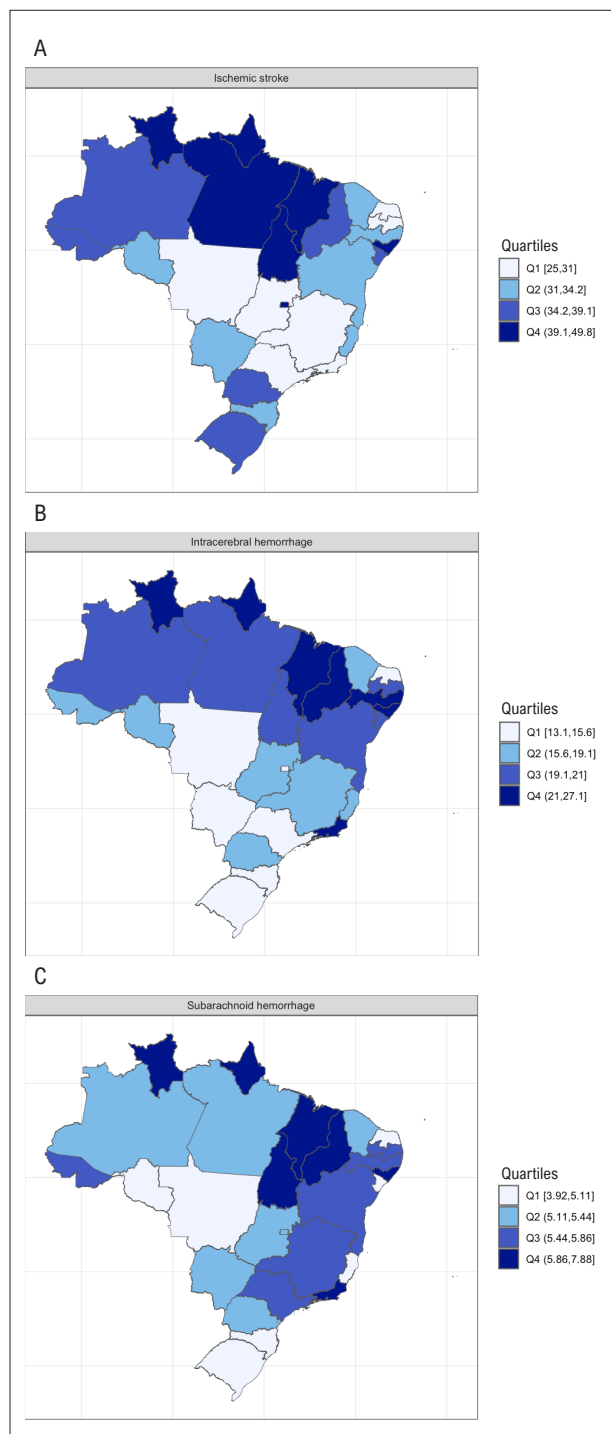 A
Ischemic stroke
Quartiles
Q1 [25,31]
Q2 (31,34.2]
Q3 (34.2,39.1]
Q4 (39.1,49.8]
B
Intracerebral hemorrhage
Quartiles
Q1 [13.1,15.6]
Q2 (15.6,19.1]
Q3 (19.1,21]
Q4 (21,27.1]
C
Subarachnoid hemorrhage
Quartiles
Q1 [3.92,5.11]
Q2 (5.11,5.44]
Q3 (5.44,5.86]
Q4 (5.86,7.88]